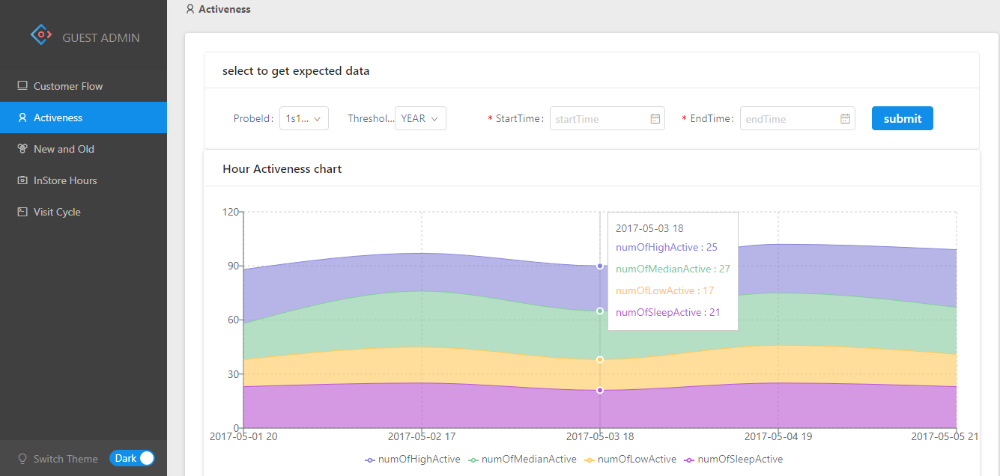 Activeness
GUEST ADMIN
Customer Flow
Activeness
New and Old
InStore Hours
Visit Cycle
Switch Theme Dark
select to get expected data
ProbeId: 1s1... Threshol... YEAR * StartTime: startTime * EndTime: endTime submit
Hour Activeness chart
120
90
60
30
0
2017-05-03 18
numOfHighActive : 25
numOfMedianActive : 27
numOfLowActive : 17
numOfSleepActive : 21
2017-05-01 20 2017-05-02 17 2017-05-03 18 2017-05-04 19 2017-05-05 21
numOfHighActive numOfMedianActive numOfLowActive numOfSleepActive